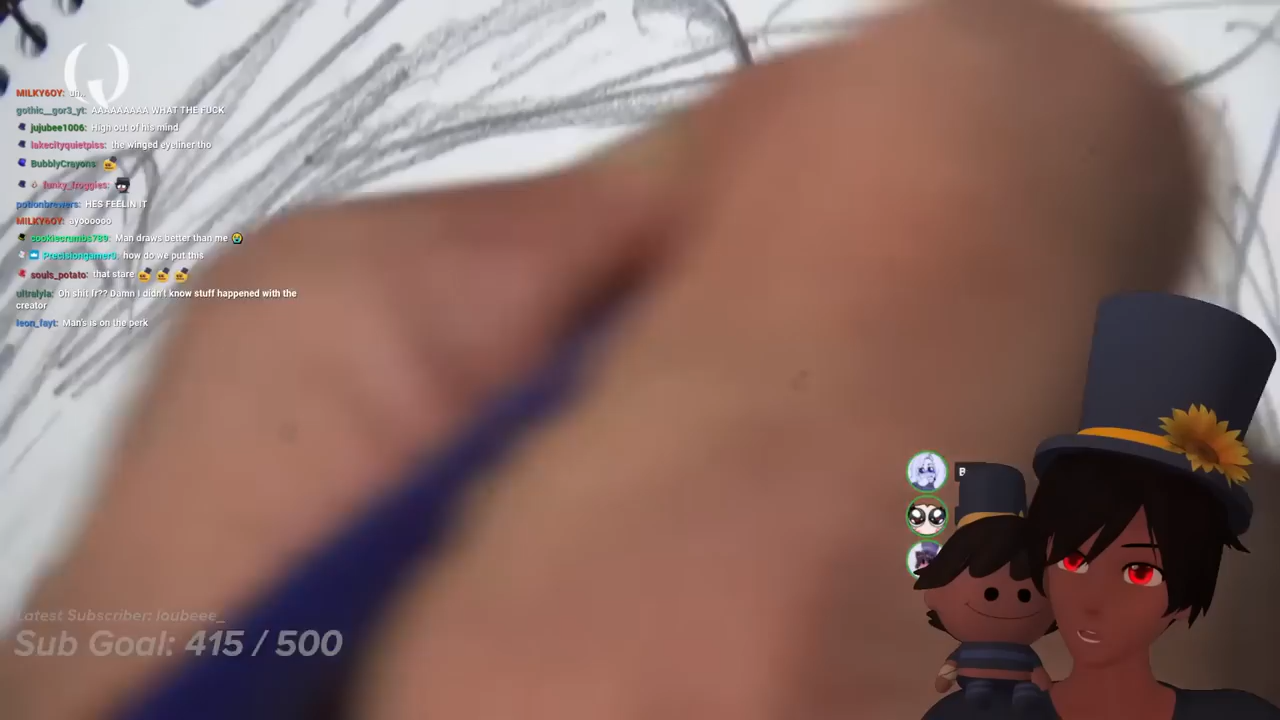 MILKY6OY: uh..
gothic__gor3_yt: AAAAAAAAA WHAT THE FUCK
jujubee1006: High out of his mind
lakecityquietpiss: the winged eyeliner tho
BubblyCrayons:
funky_froggies:
potionbrewers: HES FEELIN IT
MILKY6OY: ayoooooo
cookiecrumbs789: Man draws better than me
Precisiongamer0: how do we put this
souls_potato: that stare
ultralyla: Oh shit fr?? Damn I didn't know stuff happened with the
creator
leon_fayt: Man's is on the perk
B
Latest Subscriber: loubeee_
Sub Goal: 415 / 500